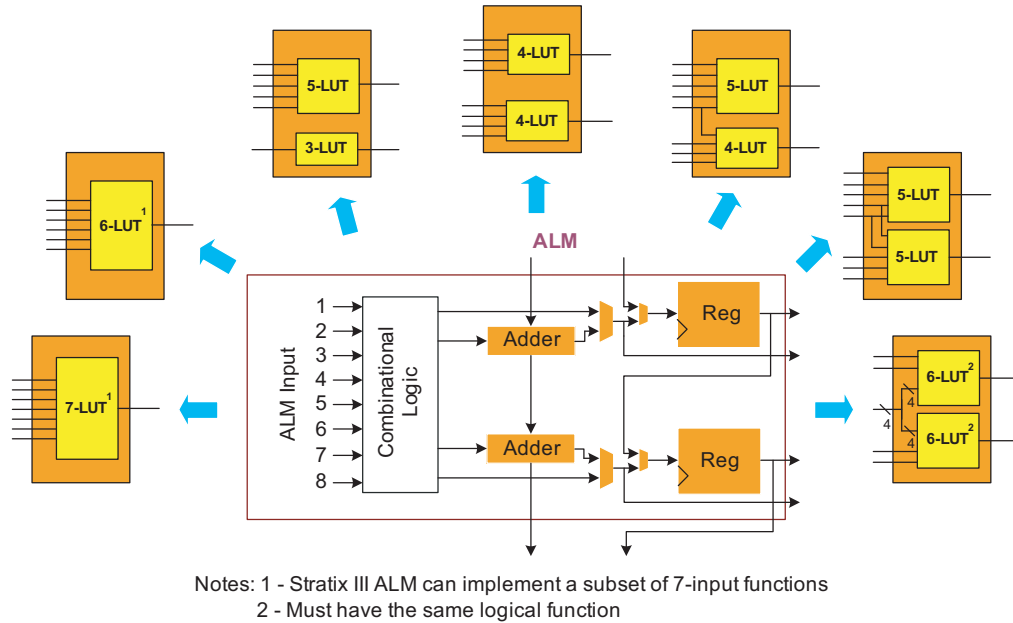 4-LUT
4-LUT
5-LUT
3-LUT
5-LUT
4-LUT
6-LUT 1
5-LUT
5-LUT
7-LUT 1
6-LUT 2
4
4
4
6-LUT 2
ALM
ALM Input
1
2
3
4
5
6
7
8
Combinational
Logic
Adder
Reg
Adder
Reg
Notes: 1 - Stratix III ALM can implement a subset of 7-input functions
2 - Must have the same logical function